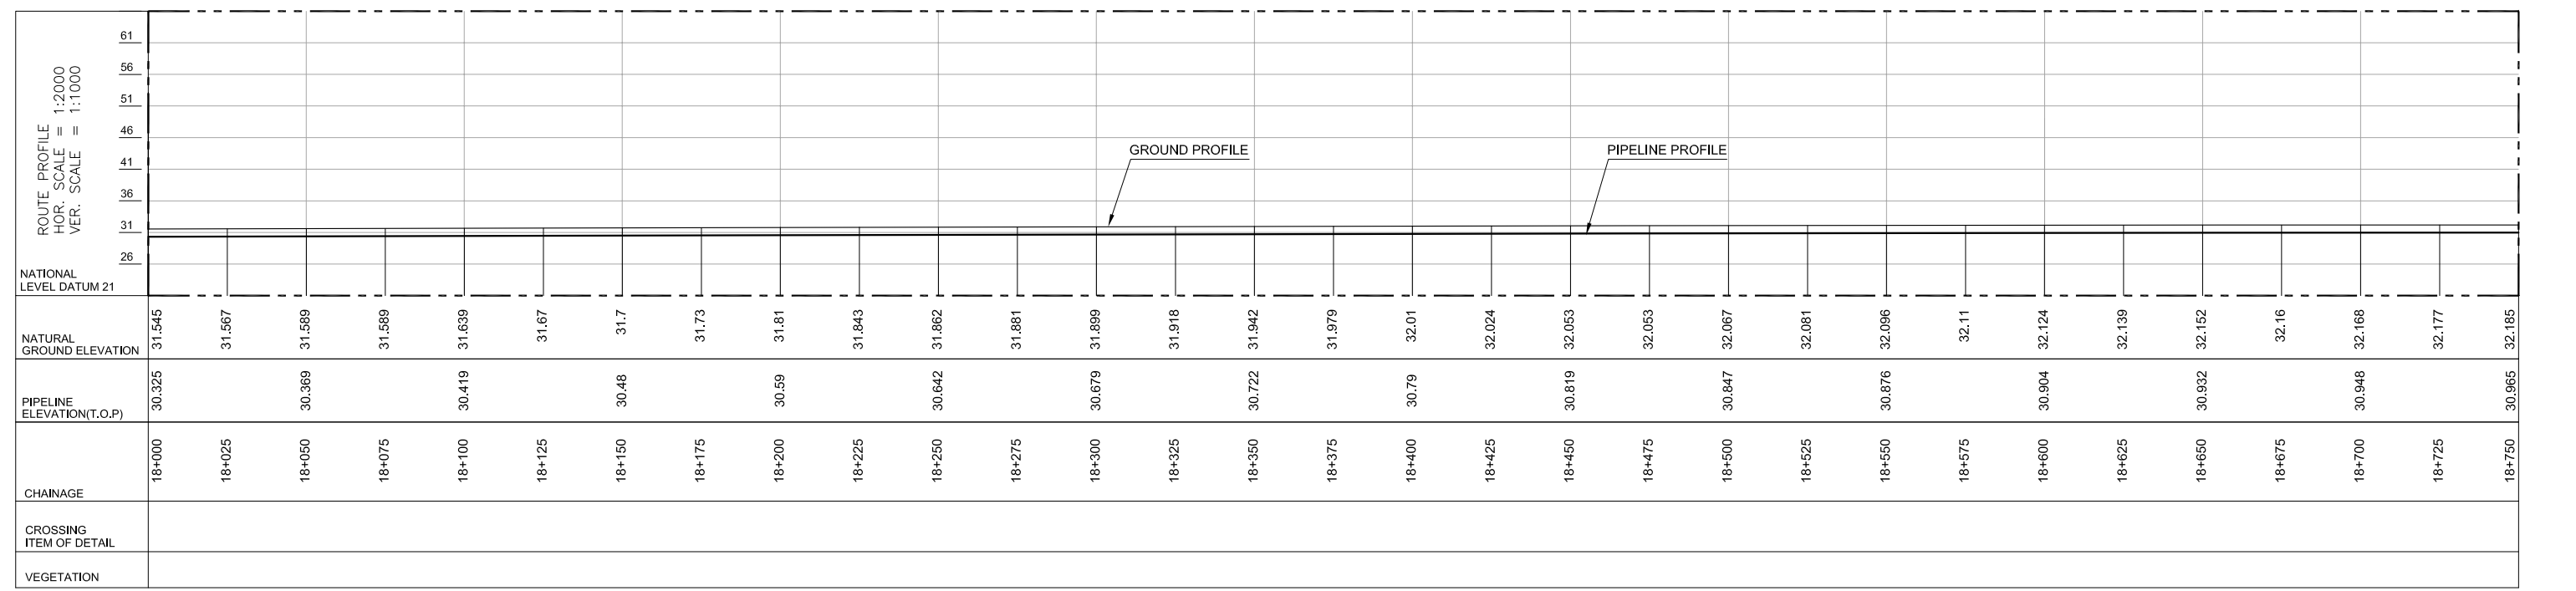 61
56
51
46
41
36
31
26
ROUTE PROFILE
HOR. SCALE = 1:2000
VER. SCALE = 1:1000
NATIONAL
LEVEL DATUM 21
GROUND PROFILE
PIPELINE PROFILE
NATURAL
GROUND ELEVATION
31.545 31.567 31.589 31.589 31.639 31.67 31.7 31.73 31.81 31.843 31.862 31.881 31.899 31.918 31.942 31.979 32.01 32.024 32.053 32.053 32.067 32.081 32.096 32.11 32.124 32.139 32.152 32.16 32.168 32.177 32.185
PIPELINE
ELEVATION(T.O.P)
30.325 30.369 30.419 30.48 30.59 30.642 30.679 30.722 30.79 30.819 30.847 30.876 30.904 30.932 30.948 30.965
CHAINAGE
18+000 18+025 18+050 18+075 18+100 18+125 18+150 18+175 18+200 18+225 18+250 18+275 18+300 18+325 18+350 18+375 18+400 18+425 18+450 18+475 18+500 18+525 18+550 18+575 18+600 18+625 18+650 18+675 18+700 18+725 18+750
CROSSING
ITEM OF DETAIL
VEGETATION